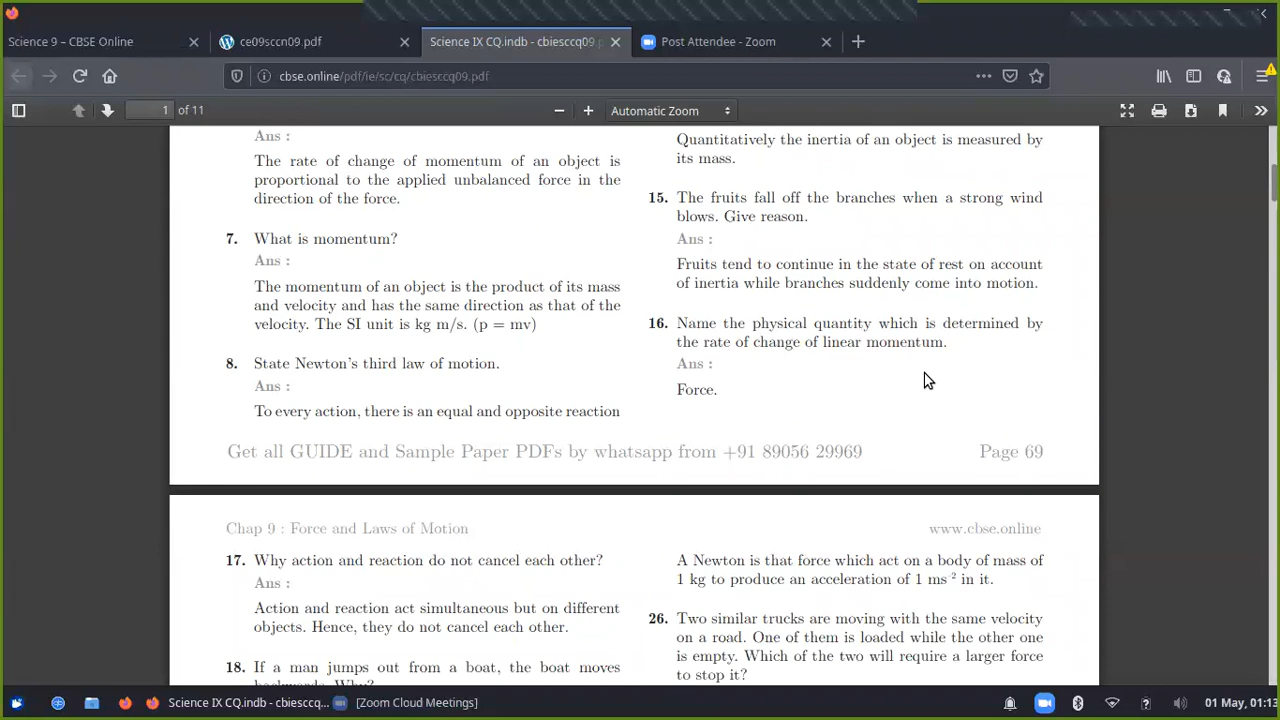 Science 9 – CBSE Online
ce09sccn09.pdf
Science IX CQ.indb - cbiesccq09
Post Attendee - Zoom
cbse.online/pdf/ie/sc/cq/cbiesccq09.pdf
1 of 11
Automatic Zoom
Ans :
The rate of change of momentum of an object is
proportional to the applied unbalanced force in the
direction of the force.
7. What is momentum?
Ans :
The momentum of an object is the product of its mass
and velocity and has the same direction as that of the
velocity. The SI unit is kg m/s. (p = mv)
8. State Newton's third law of motion.
Ans :
To every action, there is an equal and opposite reaction
Quantitatively the inertia of an object is measured by
its mass.
15. The fruits fall off the branches when a strong wind
blows. Give reason.
Ans :
Fruits tend to continue in the state of rest on account
of inertia while branches suddenly come into motion.
16. Name the physical quantity which is determined by
the rate of change of linear momentum.
Ans :
Force.
Get all GUIDE and Sample Paper PDFs by whatsapp from +91 89056 29969
Page 69
Chap 9 : Force and Laws of Motion
www.cbse.online
17. Why action and reaction do not cancel each other?
Ans :
Action and reaction act simultaneous but on different
objects. Hence, they do not cancel each other.
18. If a man jumps out from a boat, the boat moves
backwards. Why?
A Newton is that force which act on a body of mass of
1 kg to produce an acceleration of 1 ms 2 in it.
26. Two similar trucks are moving with the same velocity
on a road. One of them is loaded while the other one
is empty. Which of the two will require a larger force
to stop it?
Science IX CQ.indb - cbiesccq09...
[Zoom Cloud Meetings]
01 May, 01:13